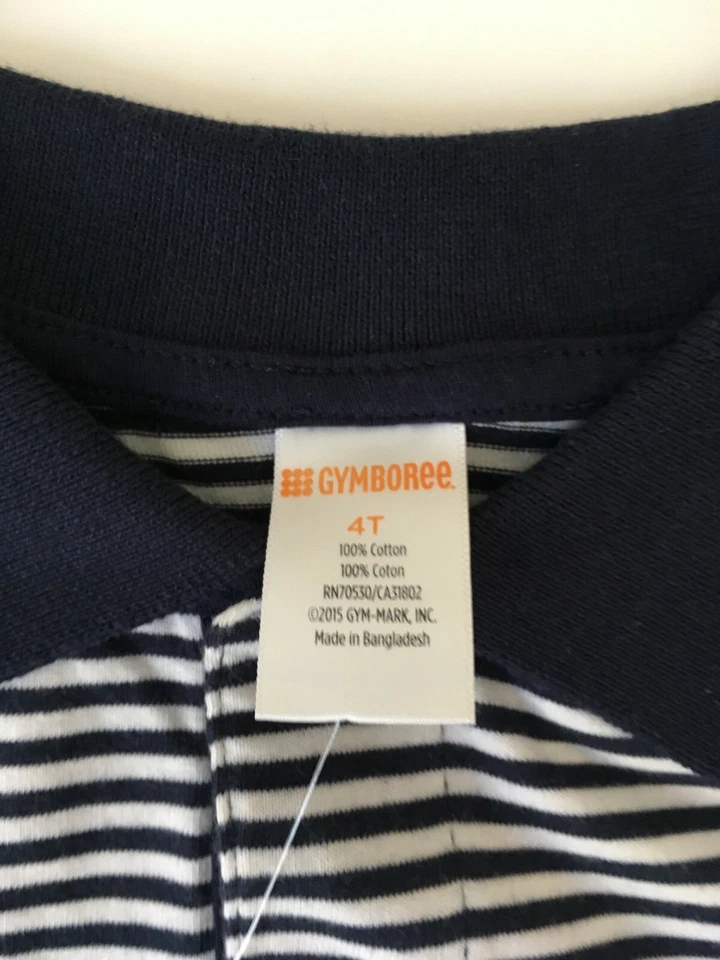 GYMBOREE.
4T
100% Cotton
100% Coton
RN70530/CA31802
©2015 GYM-MARK, INC.
Made in Bangladesh